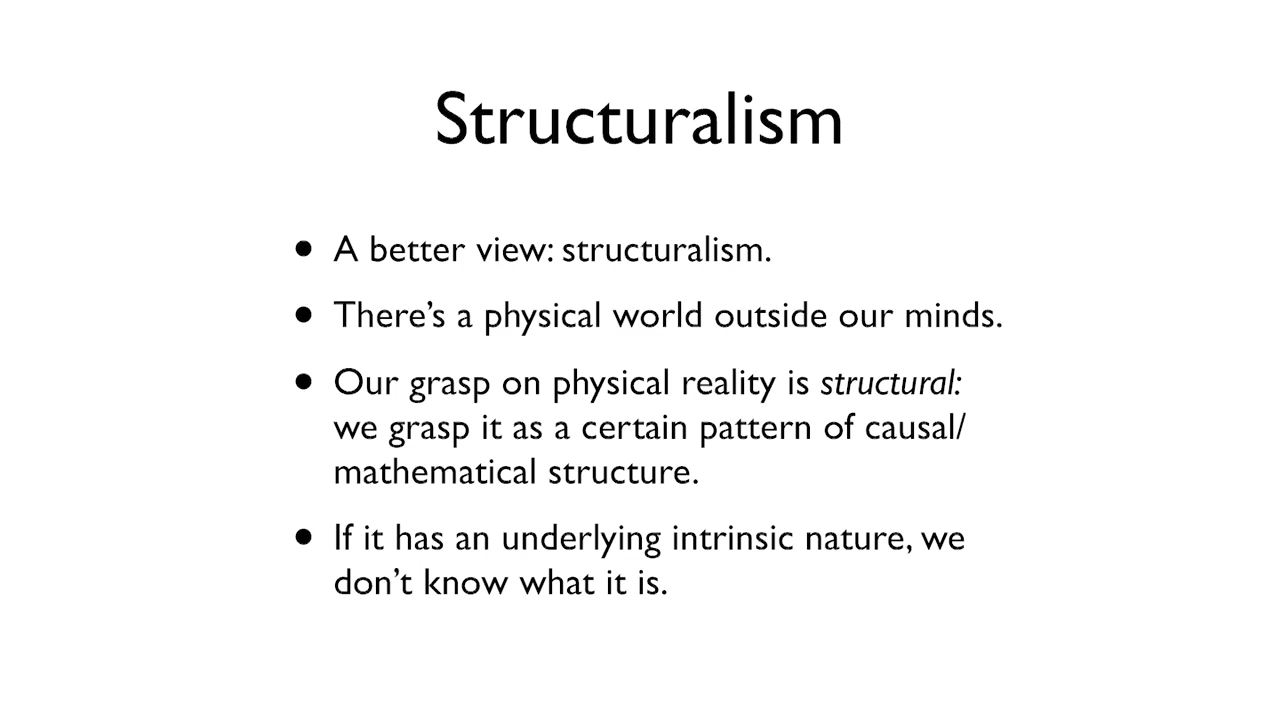 Structuralism
• A better view: structuralism.
• There's a physical world outside our minds.
• Our grasp on physical reality is structural:
we grasp it as a certain pattern of causal/
mathematical structure.
• If it has an underlying intrinsic nature, we
don't know what it is.